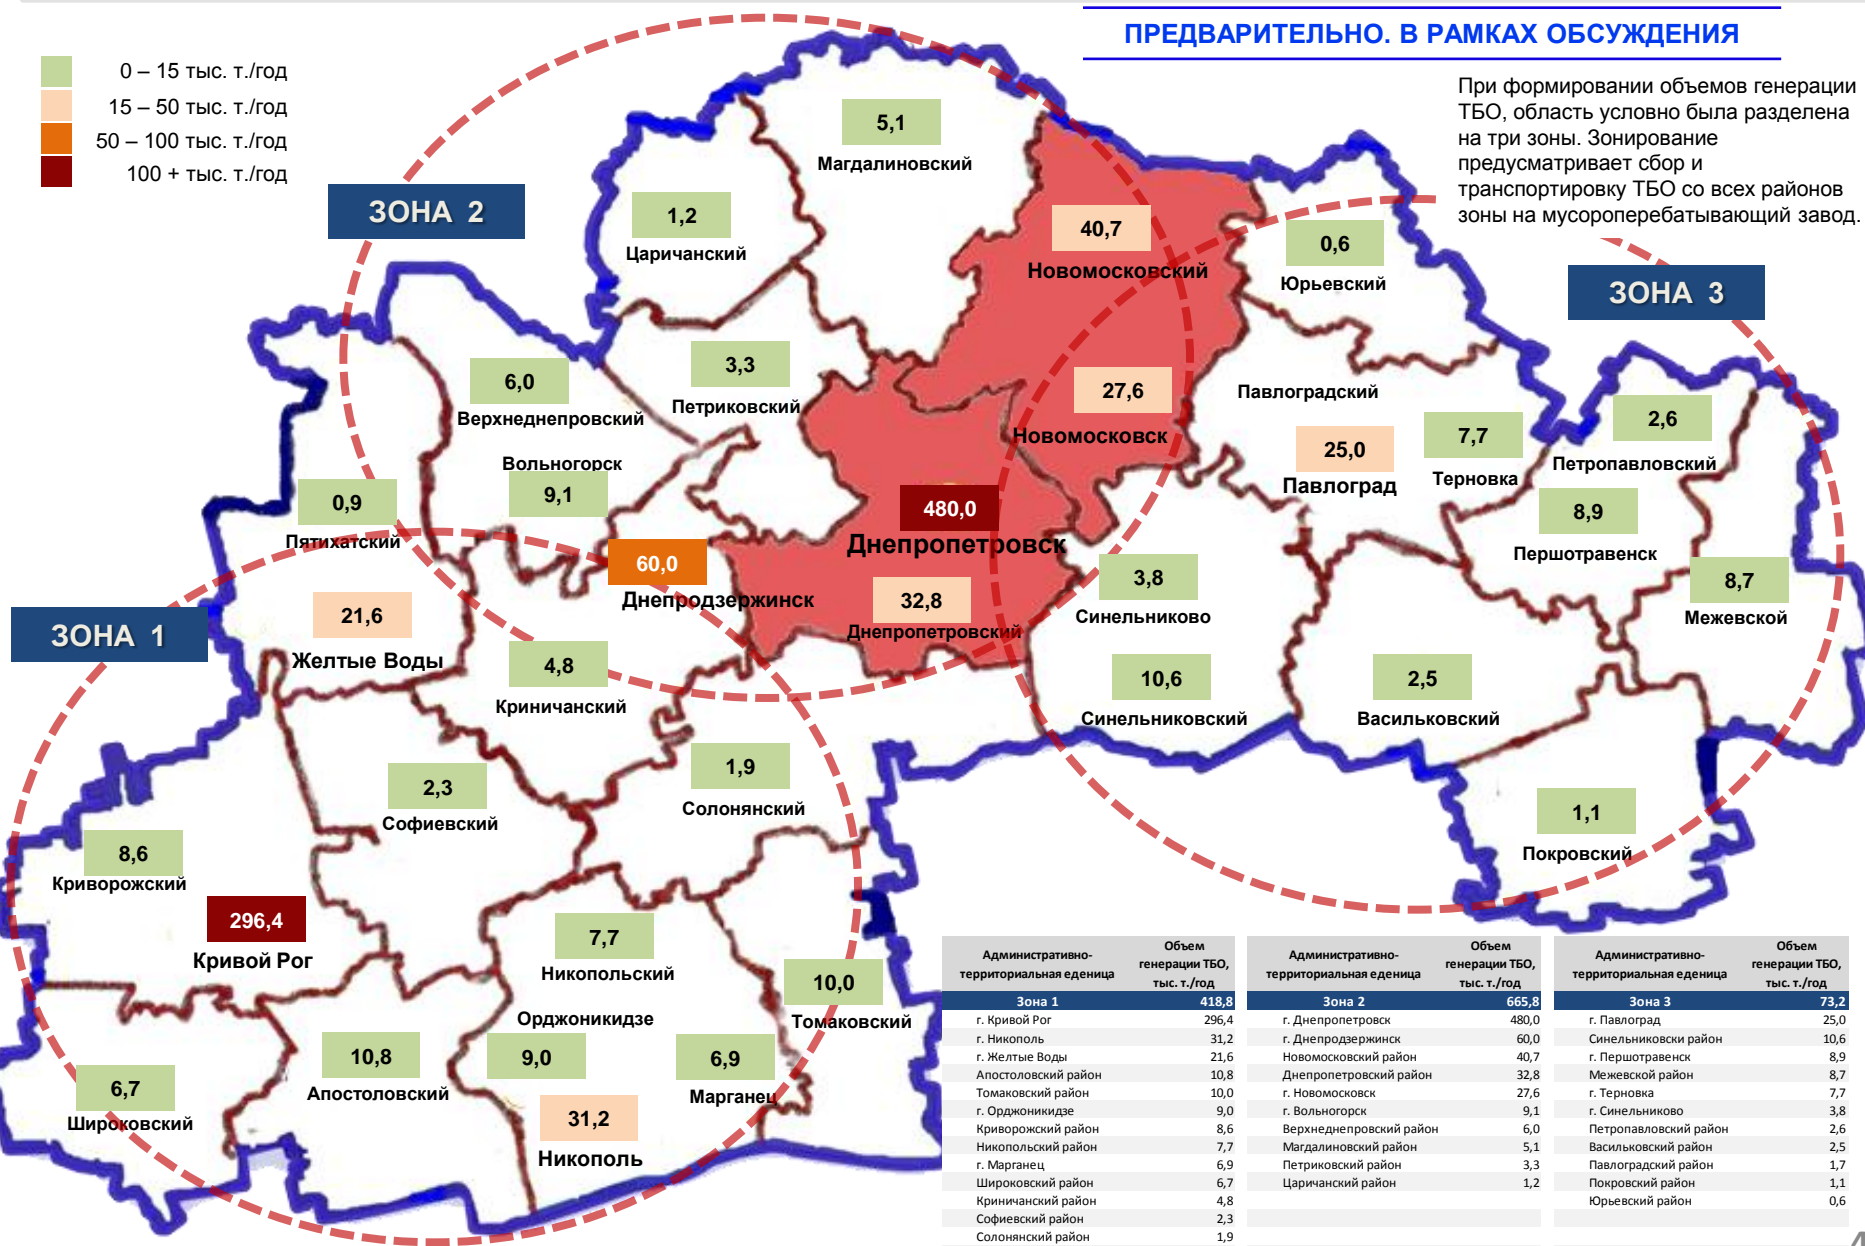 ПРЕДВАРИТЕЛЬНО. В РАМКАХ ОБСУЖДЕНИЯ
0 – 15 тыс. т./год
15 – 50 тыс. т./год
50 – 100 тыс. т./год
100 + тыс. т./год
При формировании объемов генерации
ТБО, область условно была разделена
на три зоны. Зонирование
предусматривает сбор и
транспортировку ТБО со всех районов
зоны на мусороперебатывающий завод.
ЗОНА 2
ЗОНА 3
ЗОНА 1
5,1
Магдалиновский
1,2
Царичанский
40,7
Новомосковский
0,6
Юрьевский
6,0
Верхнеднепровский
3,3
Петриковский
27,6
Новомосковск
Павлоградский
25,0
Павлоград
7,7
Терновка
2,6
Петропавловский
Вольногорск
9,1
0,9
Пятихатский
480,0
Днепропетровск
8,9
Першотравенск
60,0
Днепродзержинск
32,8
Днепропетровский
3,8
Синельниково
8,7
Межевской
21,6
Желтые Воды
4,8
Криничанский
10,6
Синельниковский
2,5
Васильковский
1,9
Солонянский
2,3
Софиевский
1,1
Покровский
8,6
Криворожский
296,4
Кривой Рог
7,7
Никопольский
10,0
Томаковский
Орджоникидзе
9,0
10,8
Апостоловский
6,9
Марганец
6,7
Широковский
31,2
Никополь
Административно-
территориальная еденица
Объем
генерации ТБО,
тыс. т./год
Зона 1 418,8
г. Кривой Рог 296,4
г. Никополь 31,2
г. Желтые Воды 21,6
Апостоловский район 10,8
Томаковский район 10,0
г. Орджоникидзе 9,0
Криворожский район 8,6
Никопольский район 7,7
г. Марганец 6,9
Широковский район 6,7
Криничанский район 4,8
Софиевский район 2,3
Солонянский район 1,9
Административно-
территориальная еденица
Объем
генерации ТБО,
тыс. т./год
Зона 2 665,8
г. Днепропетровск 480,0
г. Днепродзержинск 60,0
Новомосковский район 40,7
Днепропетровский район 32,8
г. Новомосковск 27,6
г. Вольногорск 9,1
Верхнеднепровский район 6,0
Магдалиновский район 5,1
Петриковский район 3,3
Царичанский район 1,2
Административно-
территориальная еденица
Объем
генерации ТБО,
тыс. т./год
Зона 3 73,2
г. Павлоград 25,0
Синельниковски район 10,6
г. Першотравенск 8,9
Межевской район 8,7
г. Терновка 7,7
г. Синельниково 3,8
Петропавловский район 2,6
Васильковский район 2,5
Павлоградский район 1,7
Покровский район 1,1
Юрьевский район 0,6